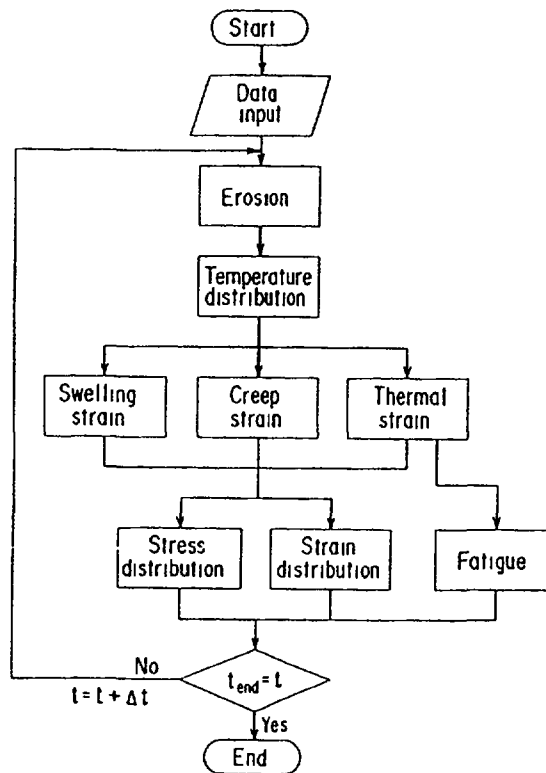 Start
Data
input
Erosion
Temperature
distribution
Swelling
strain
Creep
strain
Thermal
strain
Stress
distribution
Strain
distribution
Fatigue
No
t = t + Δt
t_end = t
Yes
End